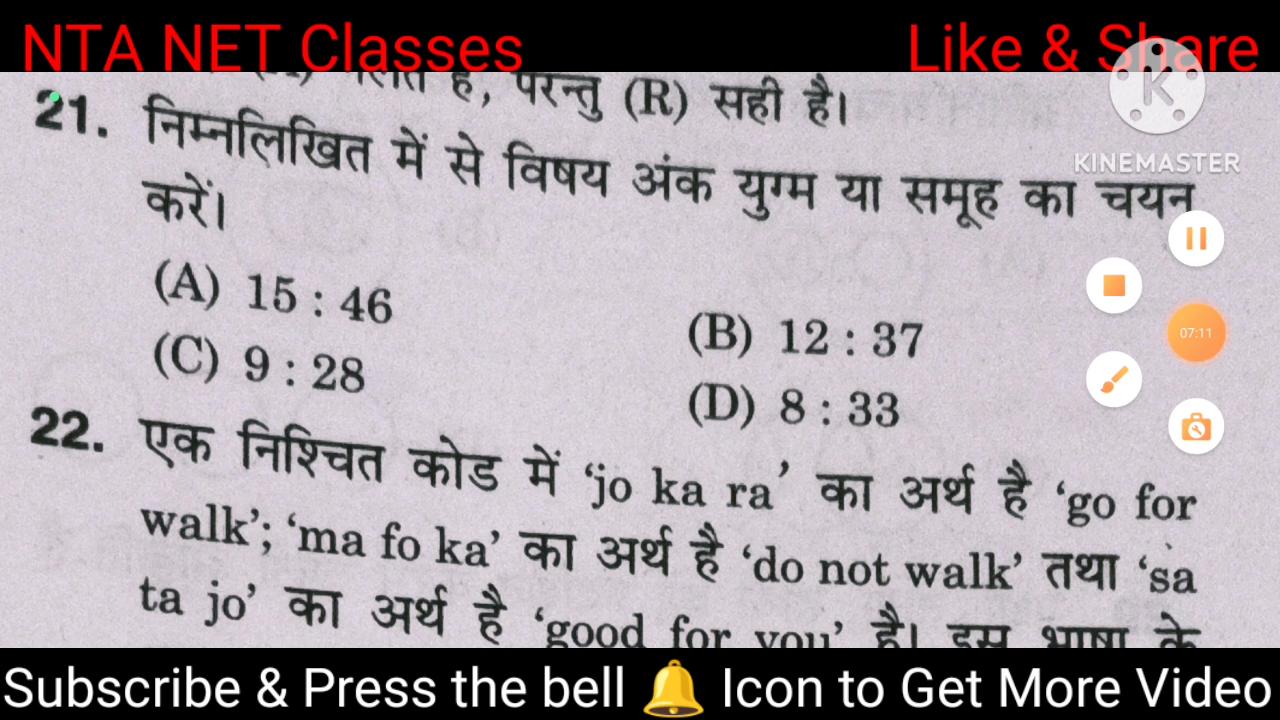 NTA NET Classes
Like & Share
KINEMASTER
है, परन्तु (R) सही है।
21. निम्नलिखित में से विषय अंक युग्म या समूह का चयन
करें।
(A) 15 : 46
(B) 12 : 37
(C) 9 : 28
(D) 8 : 33
07:11
22. एक निश्चित कोड में ‘jo ka ra’ का अर्थ है ‘go for
walk’; ‘ma fo ka’ का अर्थ है ‘do not walk’ तथा ‘sa
ta jo’ का अर्थ है ‘good for you’ है। इस भाषा के
Subscribe & Press the bell 🔔 Icon to Get More Video